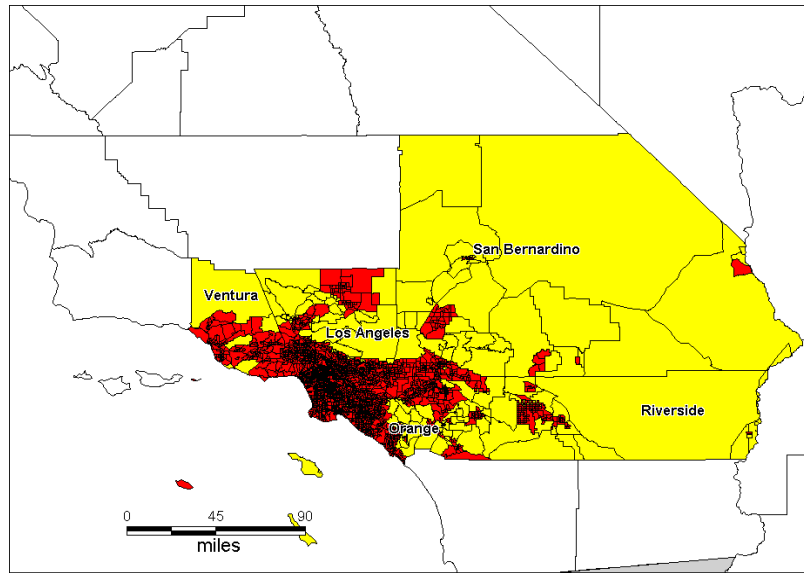 San Bernardino
Ventura
Los Angeles
Riverside
Orange
0 45 90
miles